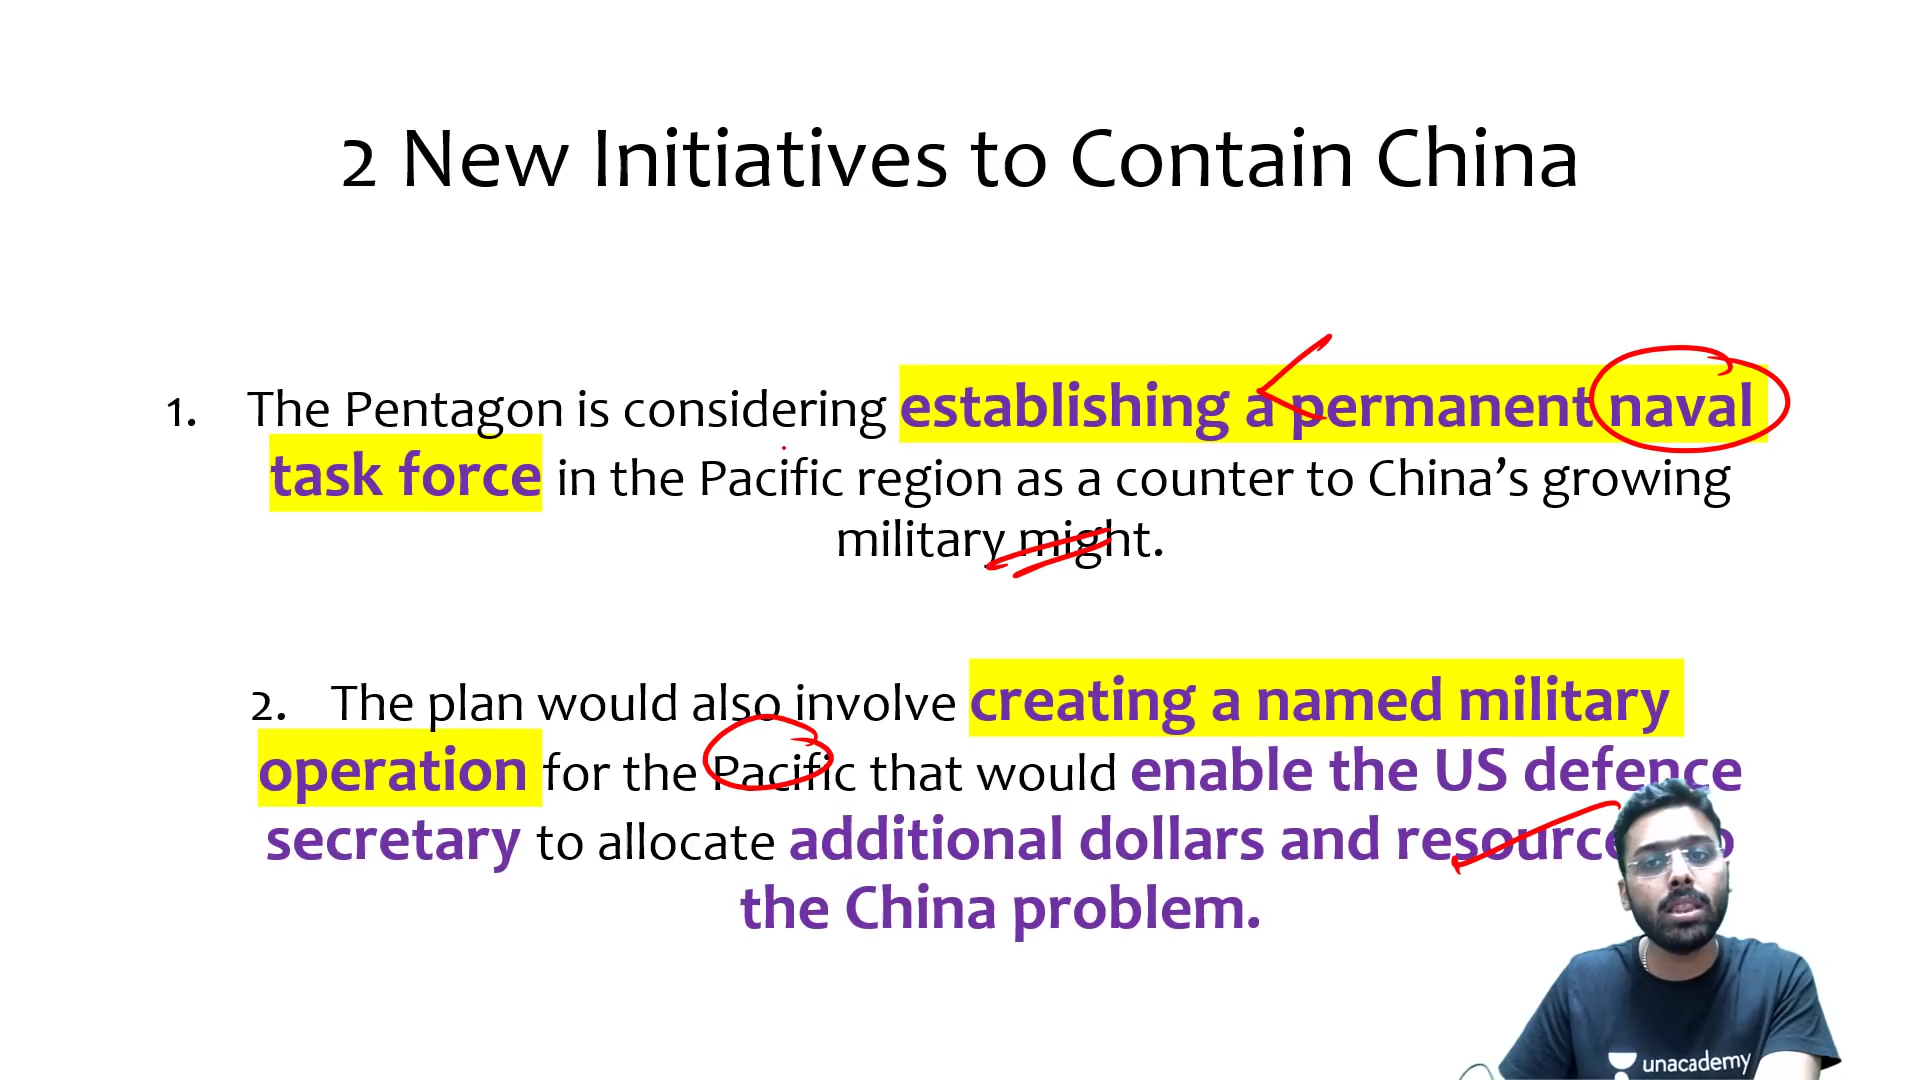 2 New Initiatives to Contain China
1. The Pentagon is considering establishing a permanent naval
task force in the Pacific region as a counter to China’s growing
military might.
2. The plan would also involve creating a named military
operation for the Pacific that would enable the US defence
secretary to allocate additional dollars and
the China problem.
unacademy